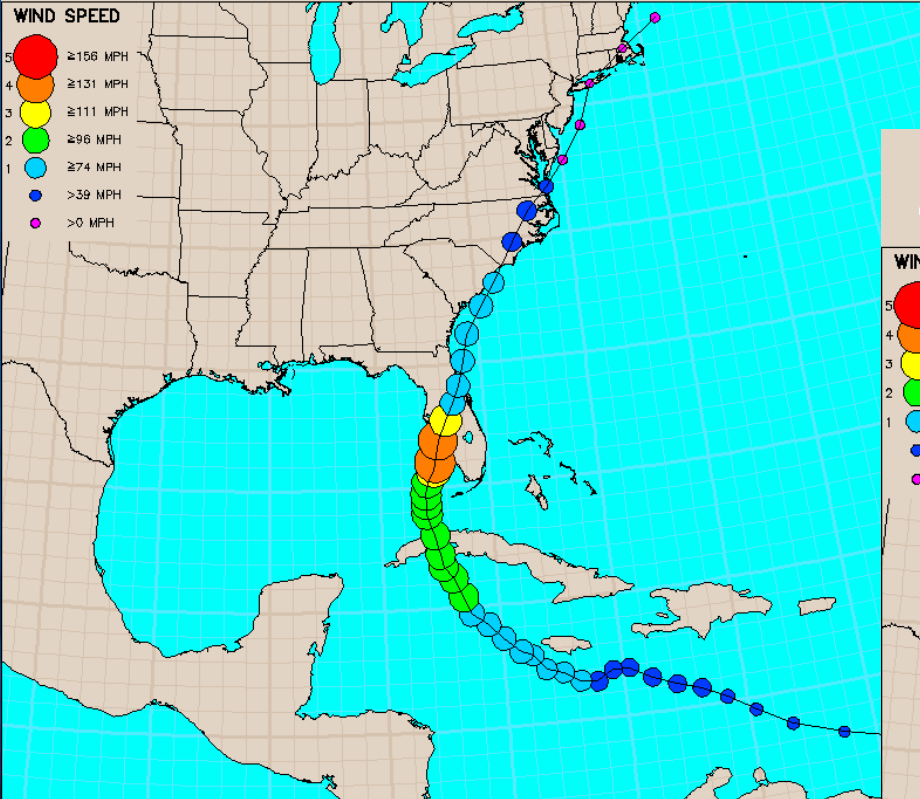 WIND SPEED
5 ≥156 MPH
4 ≥131 MPH
3 ≥111 MPH
2 ≥96 MPH
1 ≥74 MPH
>39 MPH
>0 MPH
WIN
5
4
3
2
1